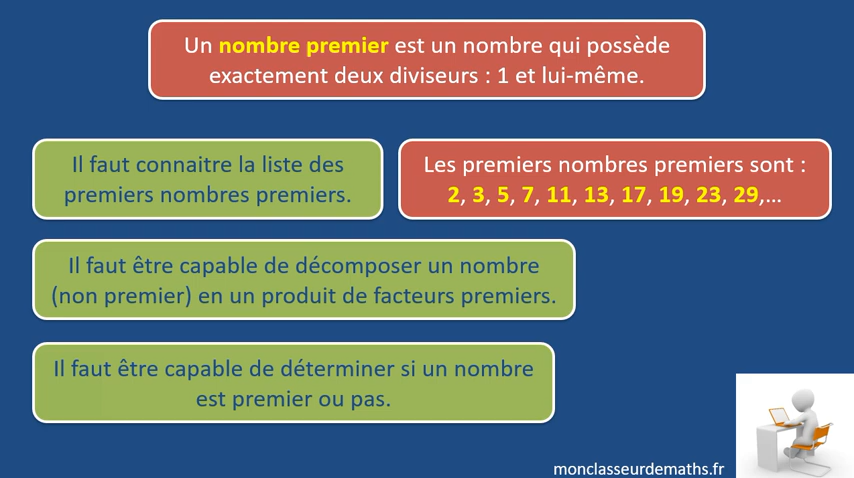 Un nombre premier est un nombre qui possède
exactement deux diviseurs : 1 et lui-même.
Il faut connaitre la liste des
premiers nombres premiers.
Les premiers nombres premiers sont :
2, 3, 5, 7, 11, 13, 17, 19, 23, 29,...
Il faut être capable de décomposer un nombre
(non premier) en un produit de facteurs premiers.
Il faut être capable de déterminer si un nombre
est premier ou pas.
monclasseurdemaths.fr